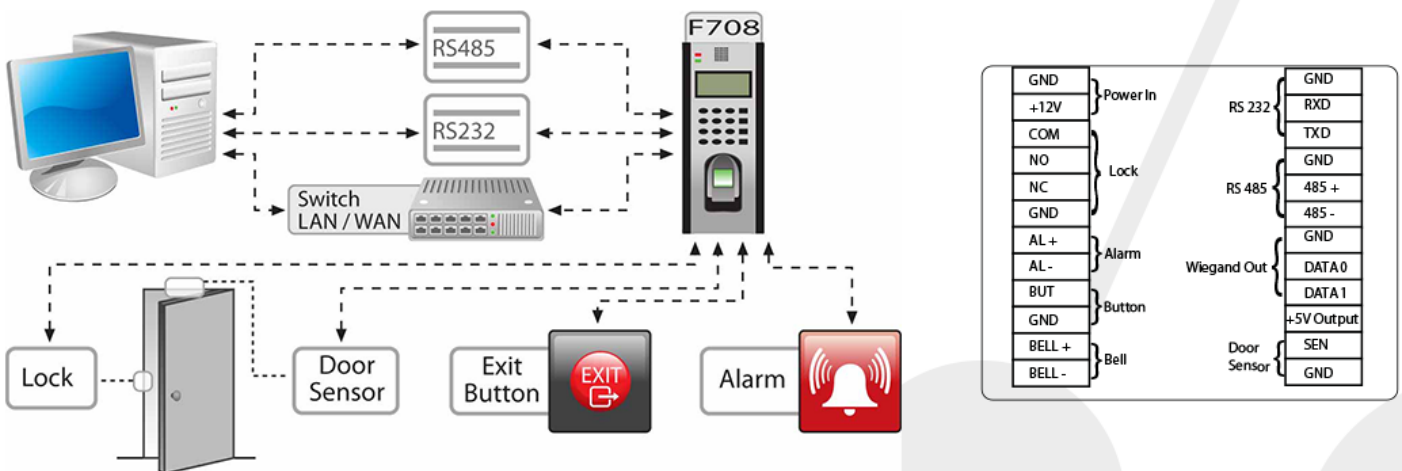 RS485
F708
RS232
Switch
LAN / WAN
Lock
Door
Sensor
Exit
Button
EXIT
Alarm
GND
+12V
Power In
COM
NO
NC
GND
Lock
AL +
AL -
Alarm
BUT
GND
Button
BELL +
BELL -
Bell
RS 232
GND
RXD
TXD
RS 485
GND
485 +
485 -
Wiegand Out
GND
DATA 0
DATA 1
+5V Output
Door
Sensor
SEN
GND